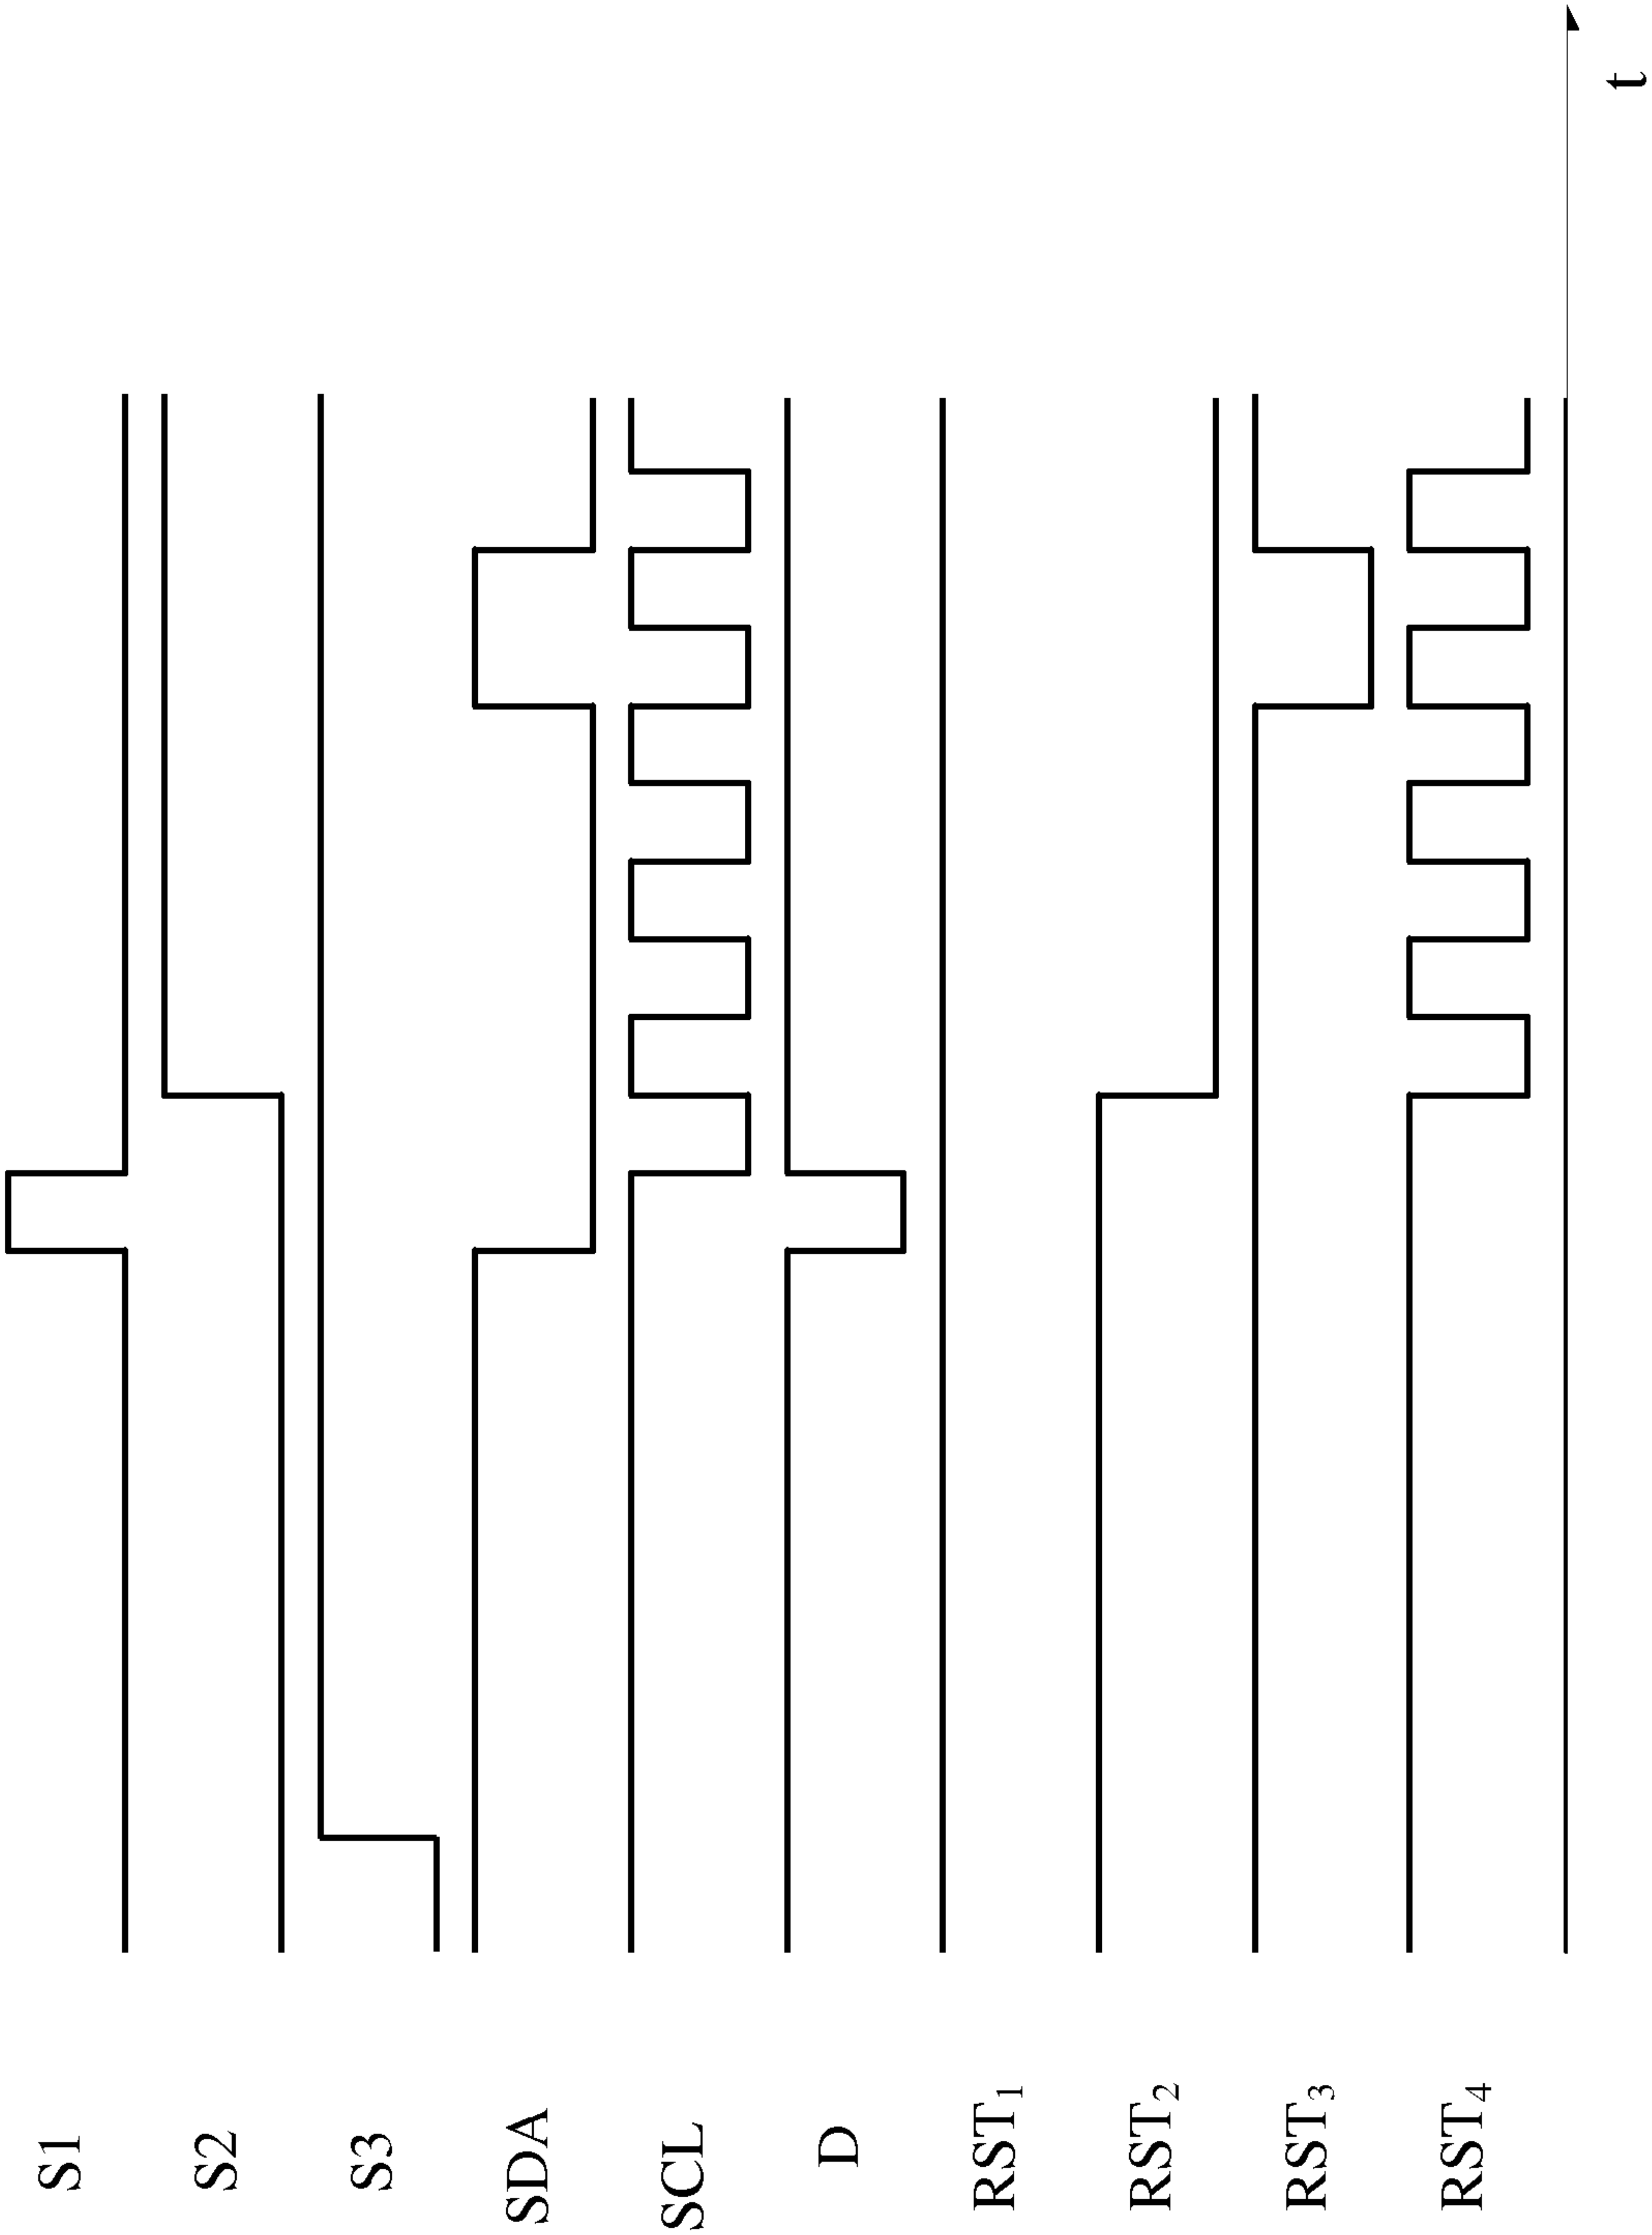 S1
S2
S3
SDA
SCL
D
RST₁
RST₂
RST₃
RST₄
t